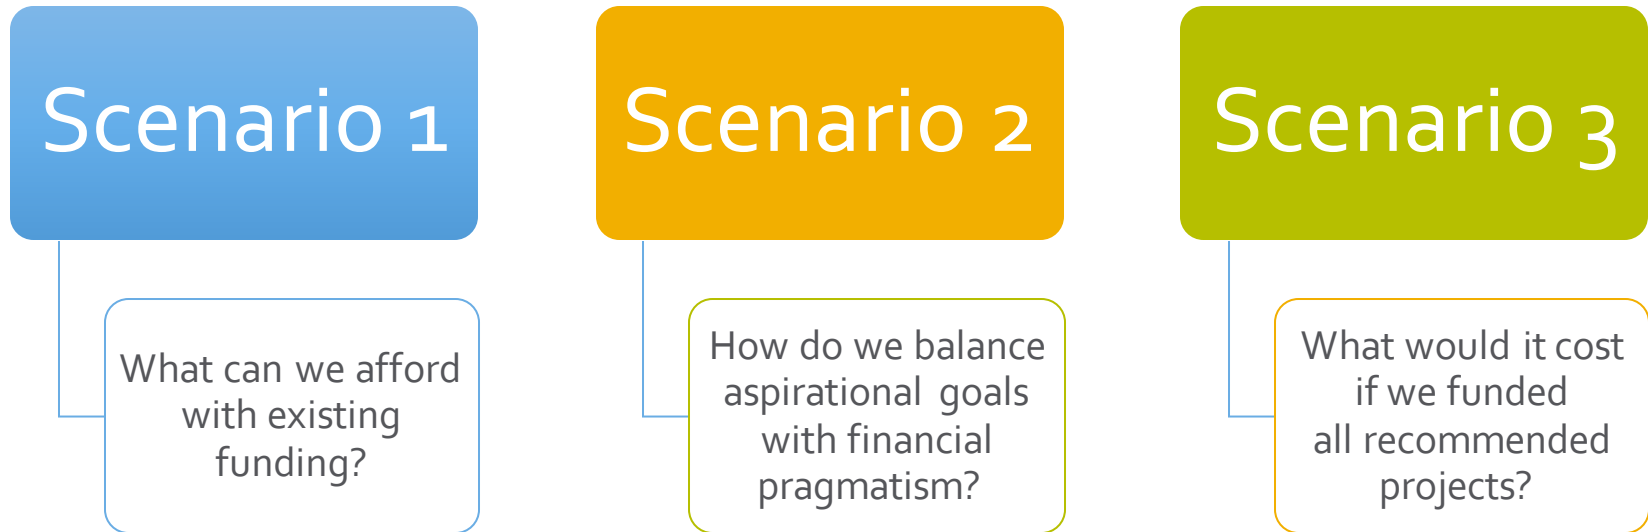 Scenario 1
What can we afford
with existing
funding?
Scenario 2
How do we balance
aspirational goals
with financial
pragmatism?
Scenario 3
What would it cost
if we funded
all recommended
projects?